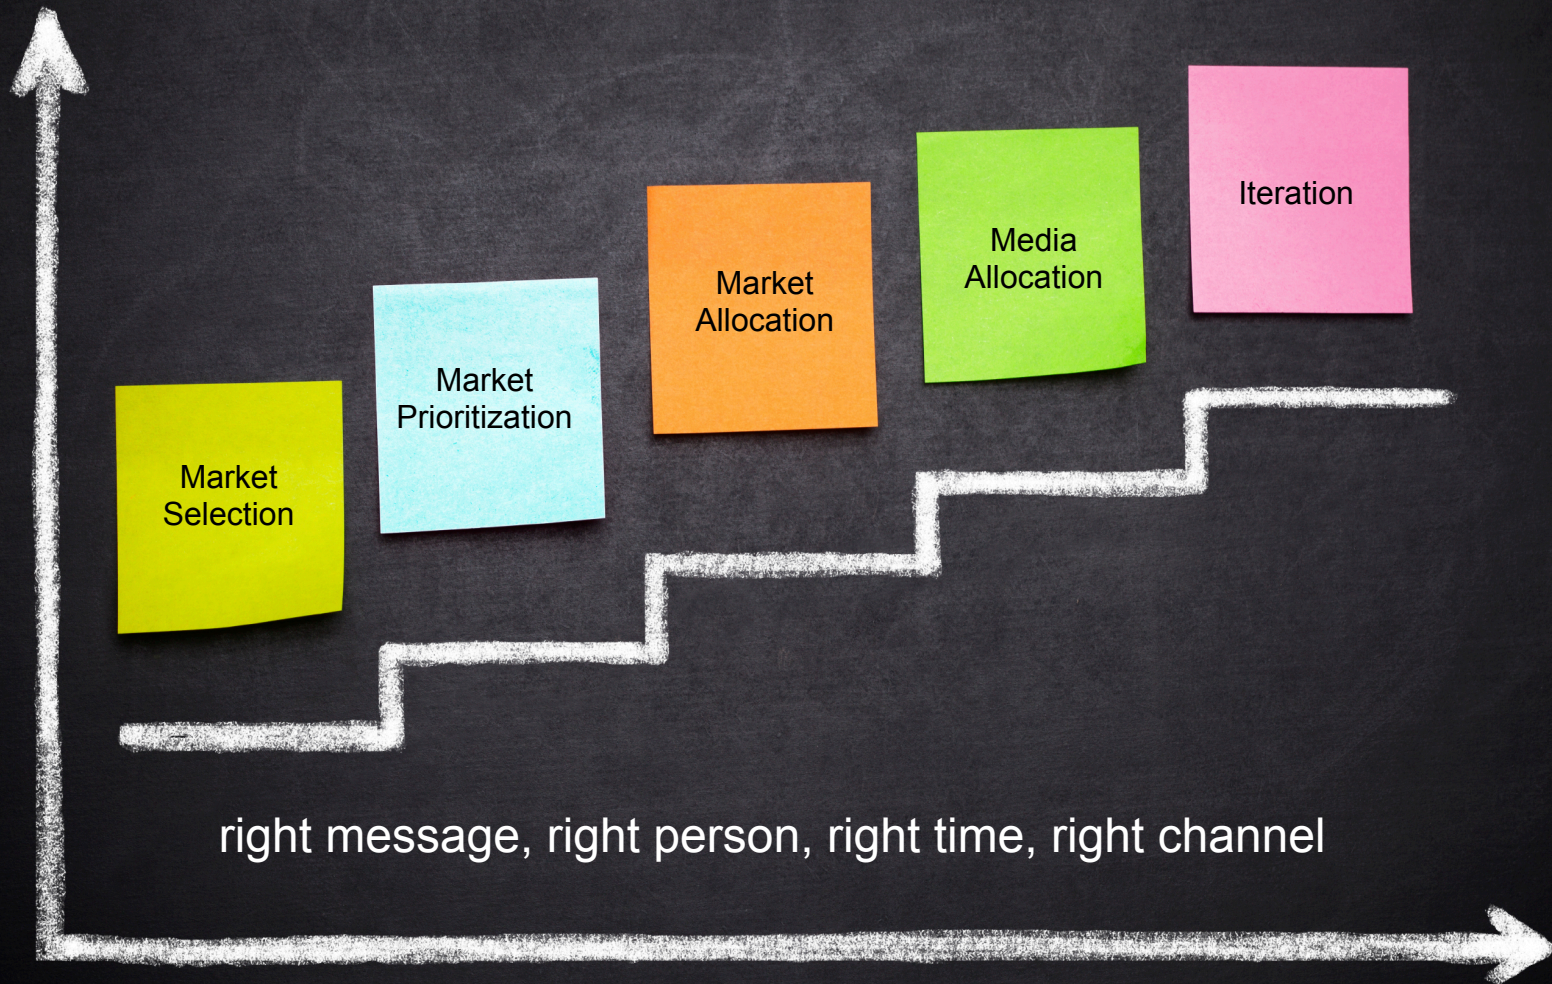 Market
Selection
Market
Prioritization
Market
Allocation
Media
Allocation
Iteration
right message, right person, right time, right channel